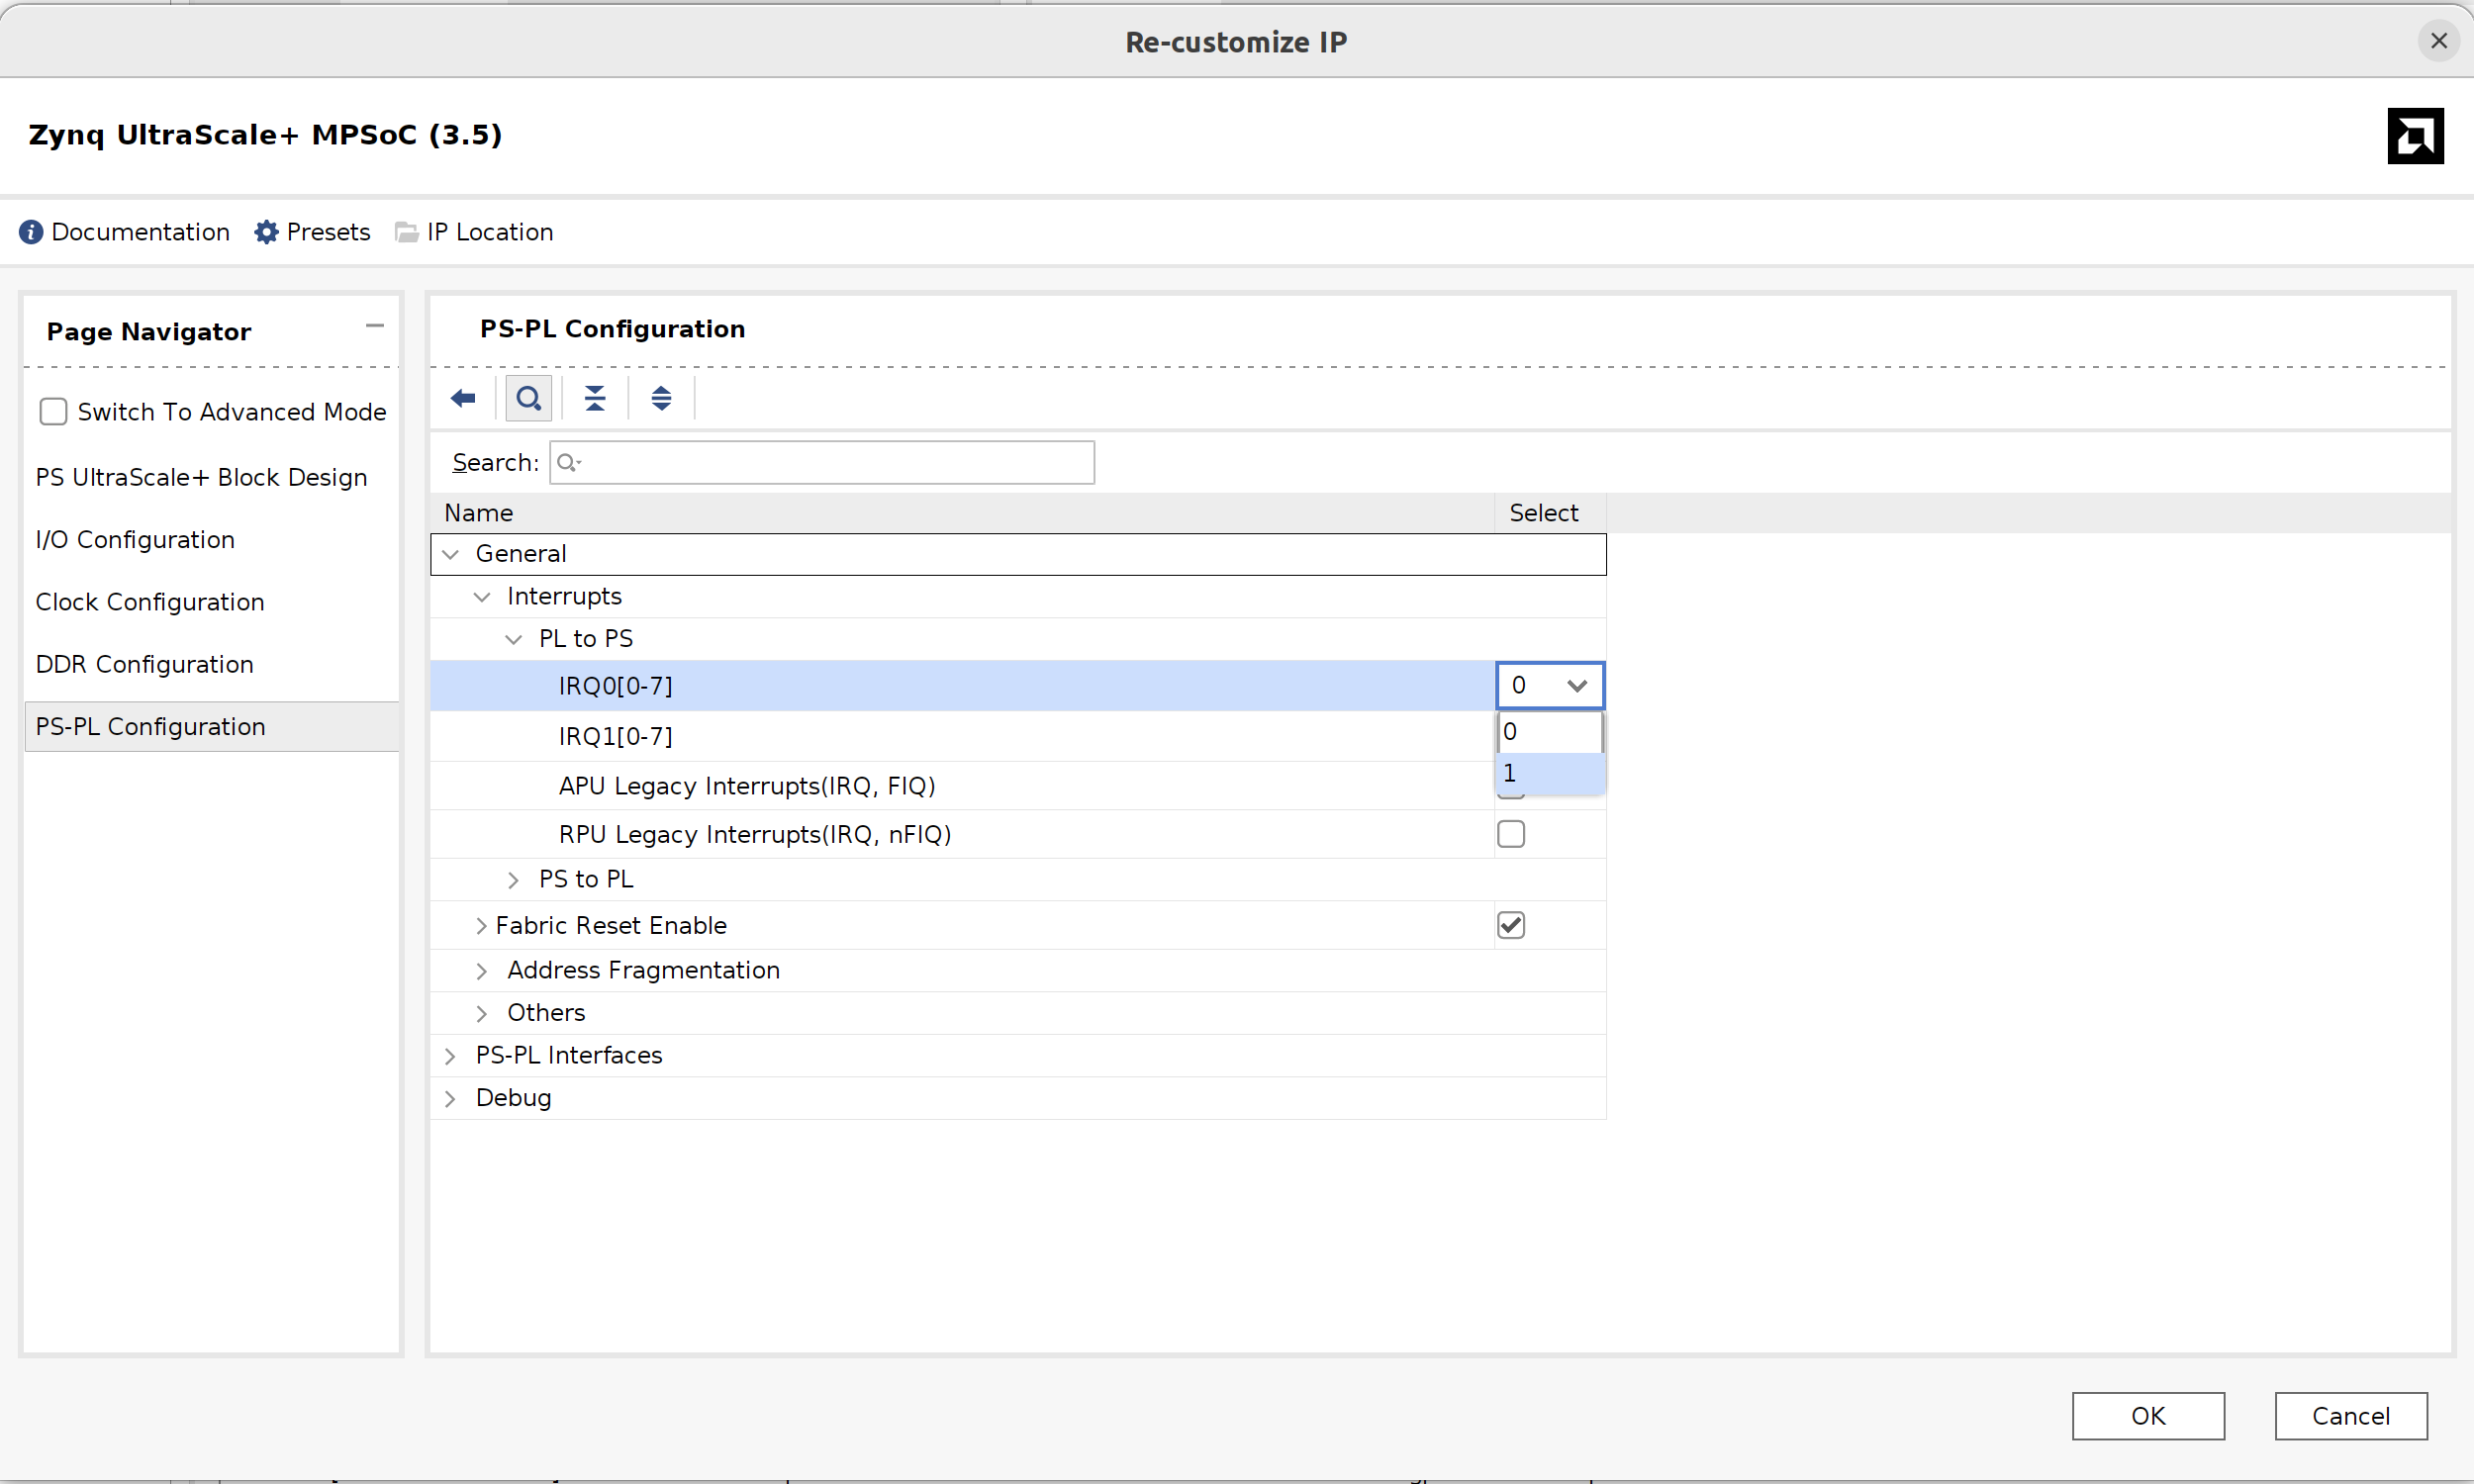 Re-customize IP
Zynq UltraScale+ MPSoC (3.5)
Documentation Presets IP Location
Page Navigator
Switch To Advanced Mode
PS UltraScale+ Block Design
I/O Configuration
Clock Configuration
DDR Configuration
PS-PL Configuration
PS-PL Configuration
Search:
Name Select
General
Interrupts
PL to PS
IRQ0[0-7] 0
0
1
IRQ1[0-7]
APU Legacy Interrupts(IRQ, FIQ)
RPU Legacy Interrupts(IRQ, nFIQ)
PS to PL
Fabric Reset Enable
Address Fragmentation
Others
PS-PL Interfaces
Debug
OK Cancel